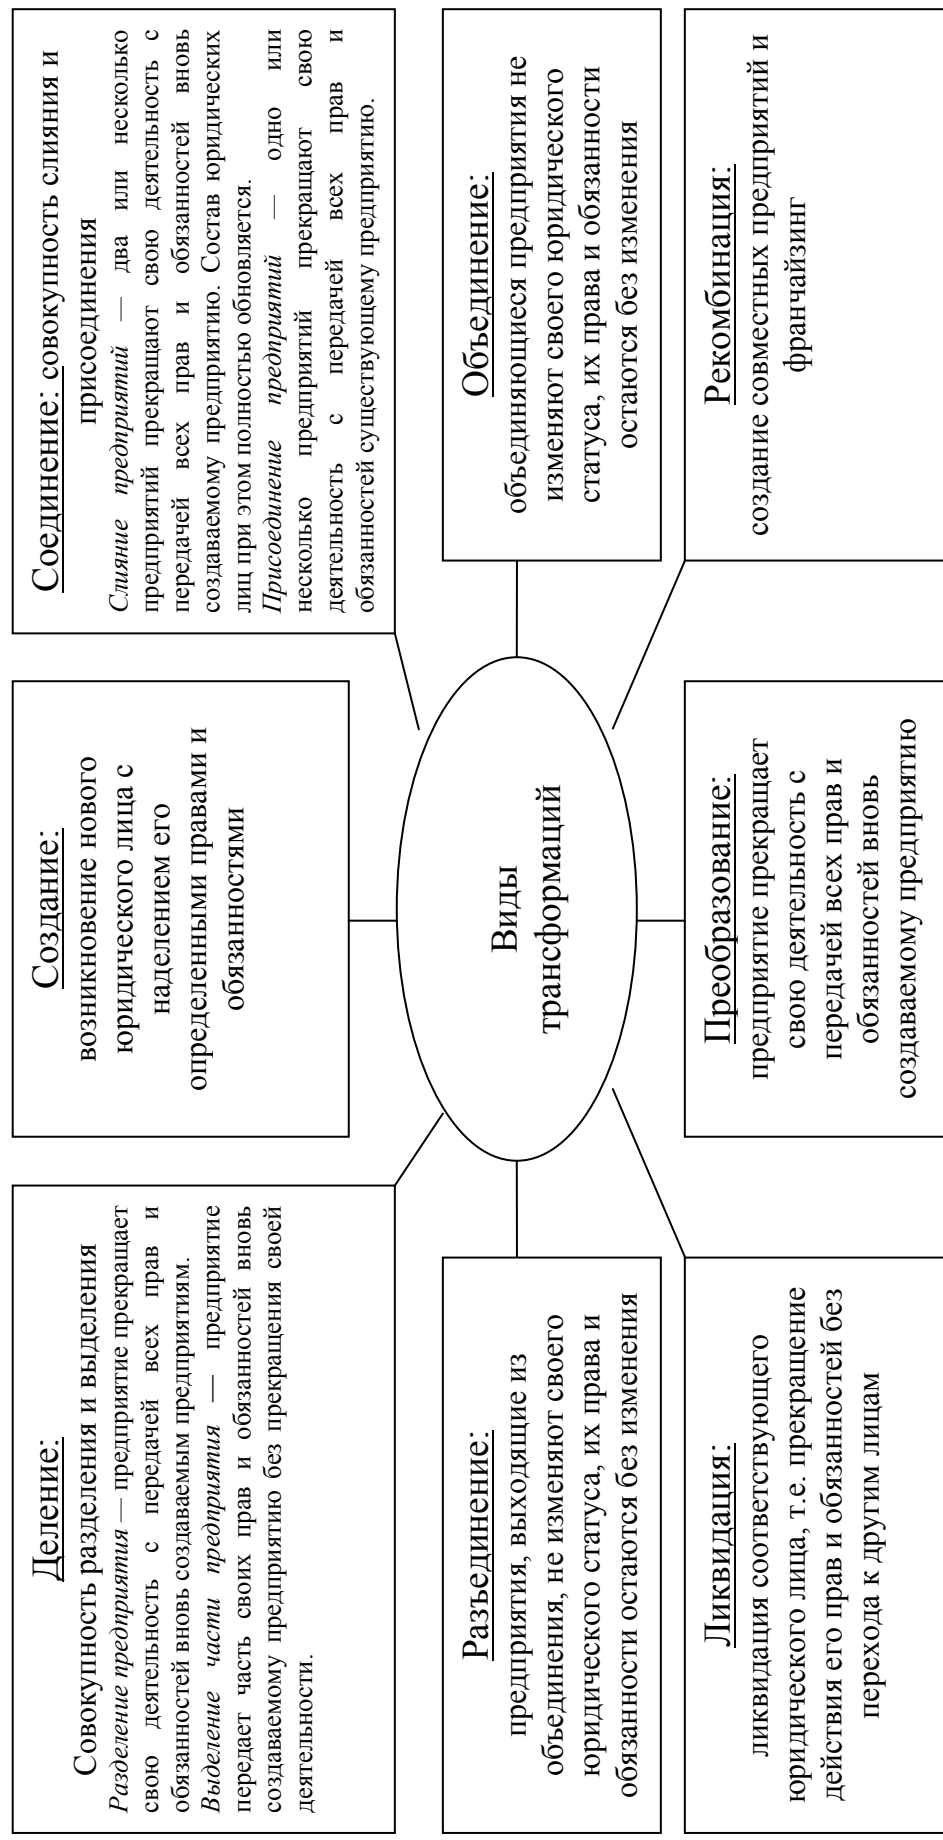 Деление:
Совокупность разделения и выделения
Разделение предприятия — предприятие прекращает
свою деятельность с передачей всех прав и
обязанностей вновь создаваемым предприятиям.
Выделение части предприятия — предприятие
передает часть своих прав и обязанностей вновь
создаваемому предприятию без прекращения своей
деятельности.
Создание:
возникновение нового
юридического лица с
наделением его
определенными правами и
обязанностями
Соединение: совокупность слияния и
присоединения
Слияние предприятий — два или несколько
предприятий прекращают свою деятельность с
передачей всех прав и обязанностей вновь
создаваемому предприятию. Состав юридических
лиц при этом полностью обновляется.
Присоединение предприятий — одно или
несколько предприятий прекращают свою
деятельность с передачей всех прав и
обязанностей существующему предприятию.
Разъединение:
предприятия, выходящие из
объединения, не изменяют своего
юридического статуса, их права и
обязанности остаются без изменения
Виды
трансформаций
Объединение:
объединяющиеся предприятия не
изменяют своего юридического
статуса, их права и обязанности
остаются без изменения
Ликвидация:
ликвидация соответствующего
юридического лица, т.е. прекращение
действия его прав и обязанностей без
перехода к другим лицам
Преобразование:
предприятие прекращает
свою деятельность с
передачей всех прав и
обязанностей вновь
создаваемому предприятию
Рекомбинация:
создание совместных предприятий и
франчайзинг